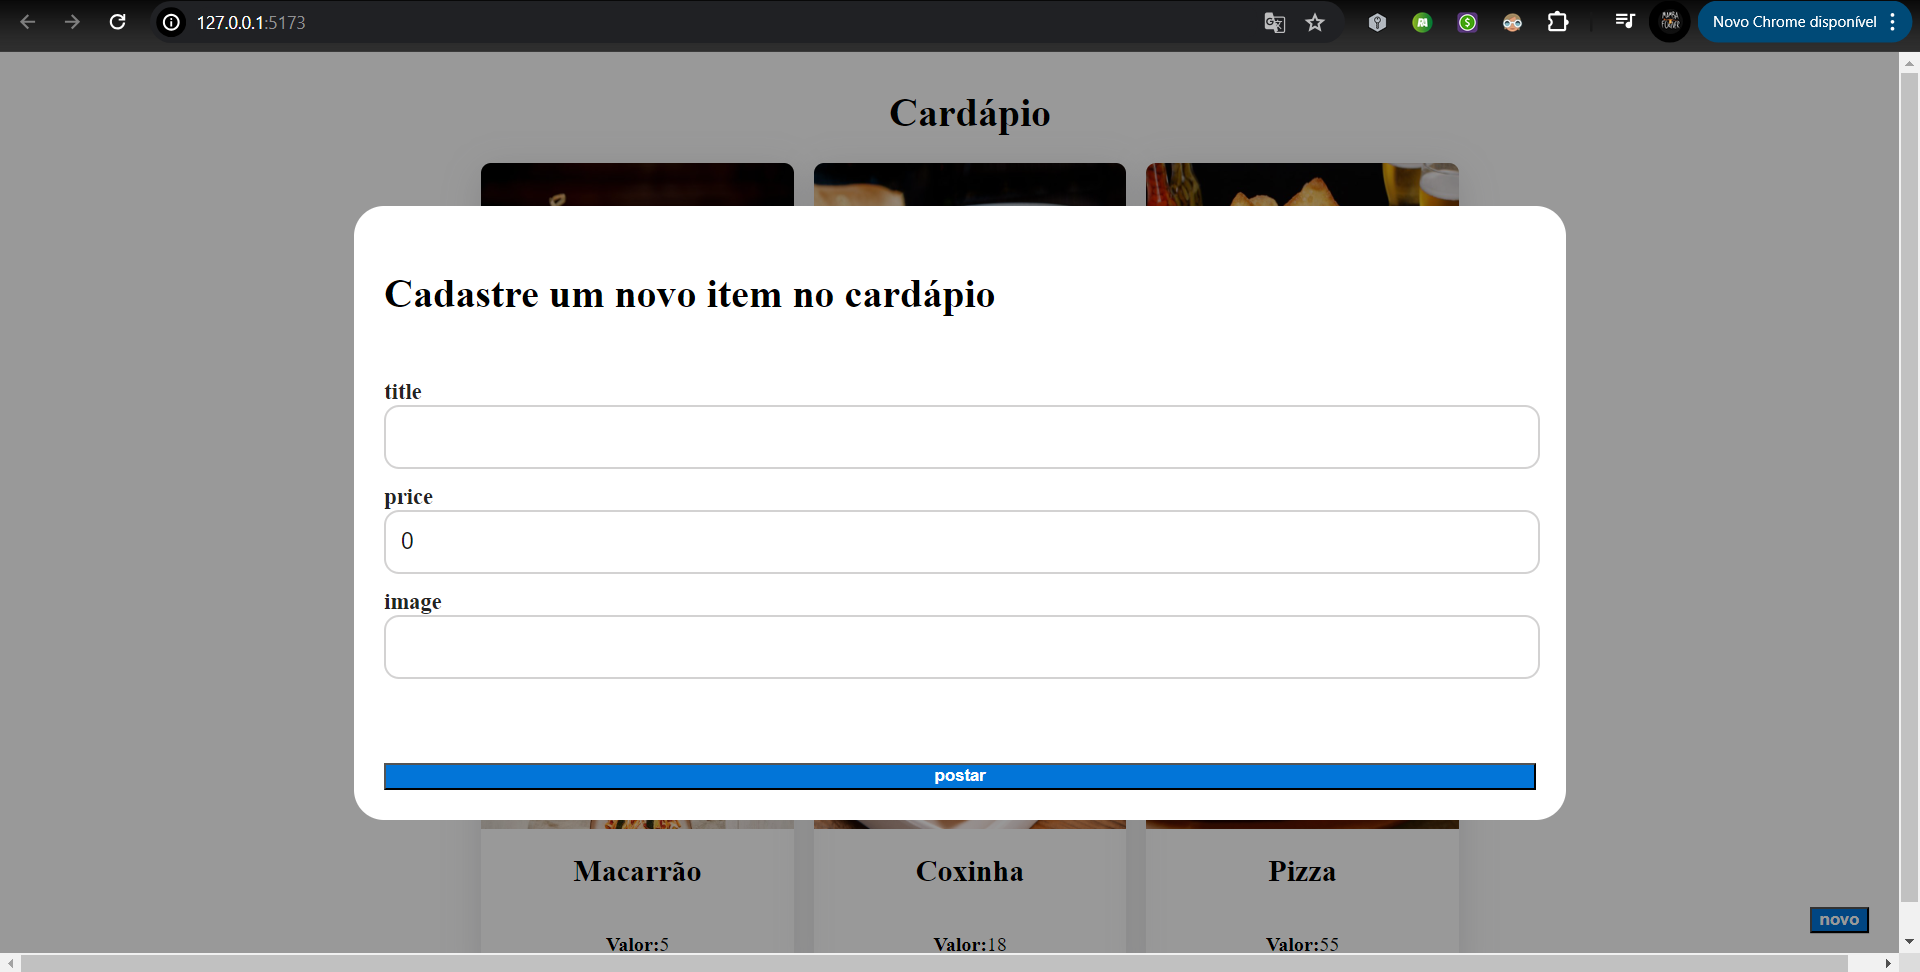 127.0.0.1:5173
Novo Chrome disponível
Cardápio
Cadastre um novo item no cardápio
title
price
0
image
postar
Macarrão
Coxinha
Pizza
Valor:5
Valor:18
Valor:55
novo